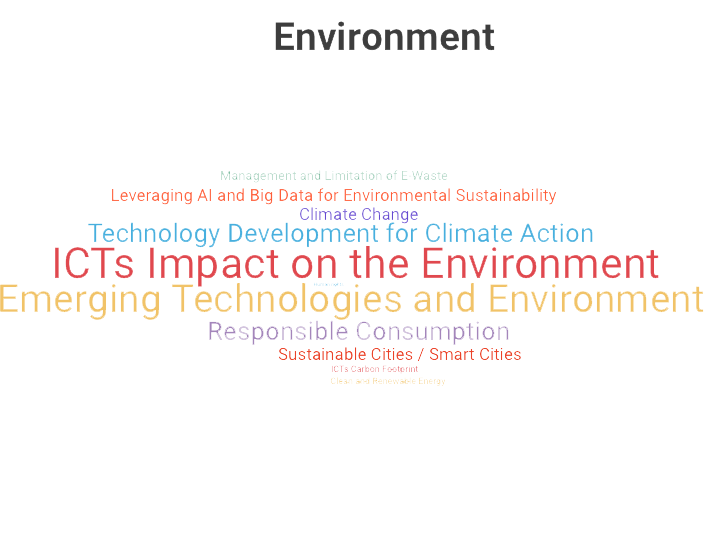 Environment
Management and Limitation of E-Waste
Leveraging AI and Big Data for Environmental Sustainability
Climate Change
Technology Development for Climate Action
ICTs Impact on the Environment
Emerging Technologies and Environment
Responsible Consumption
Sustainable Cities / Smart Cities
ICTs Carbon Footprint
Clean and Renewable Energy